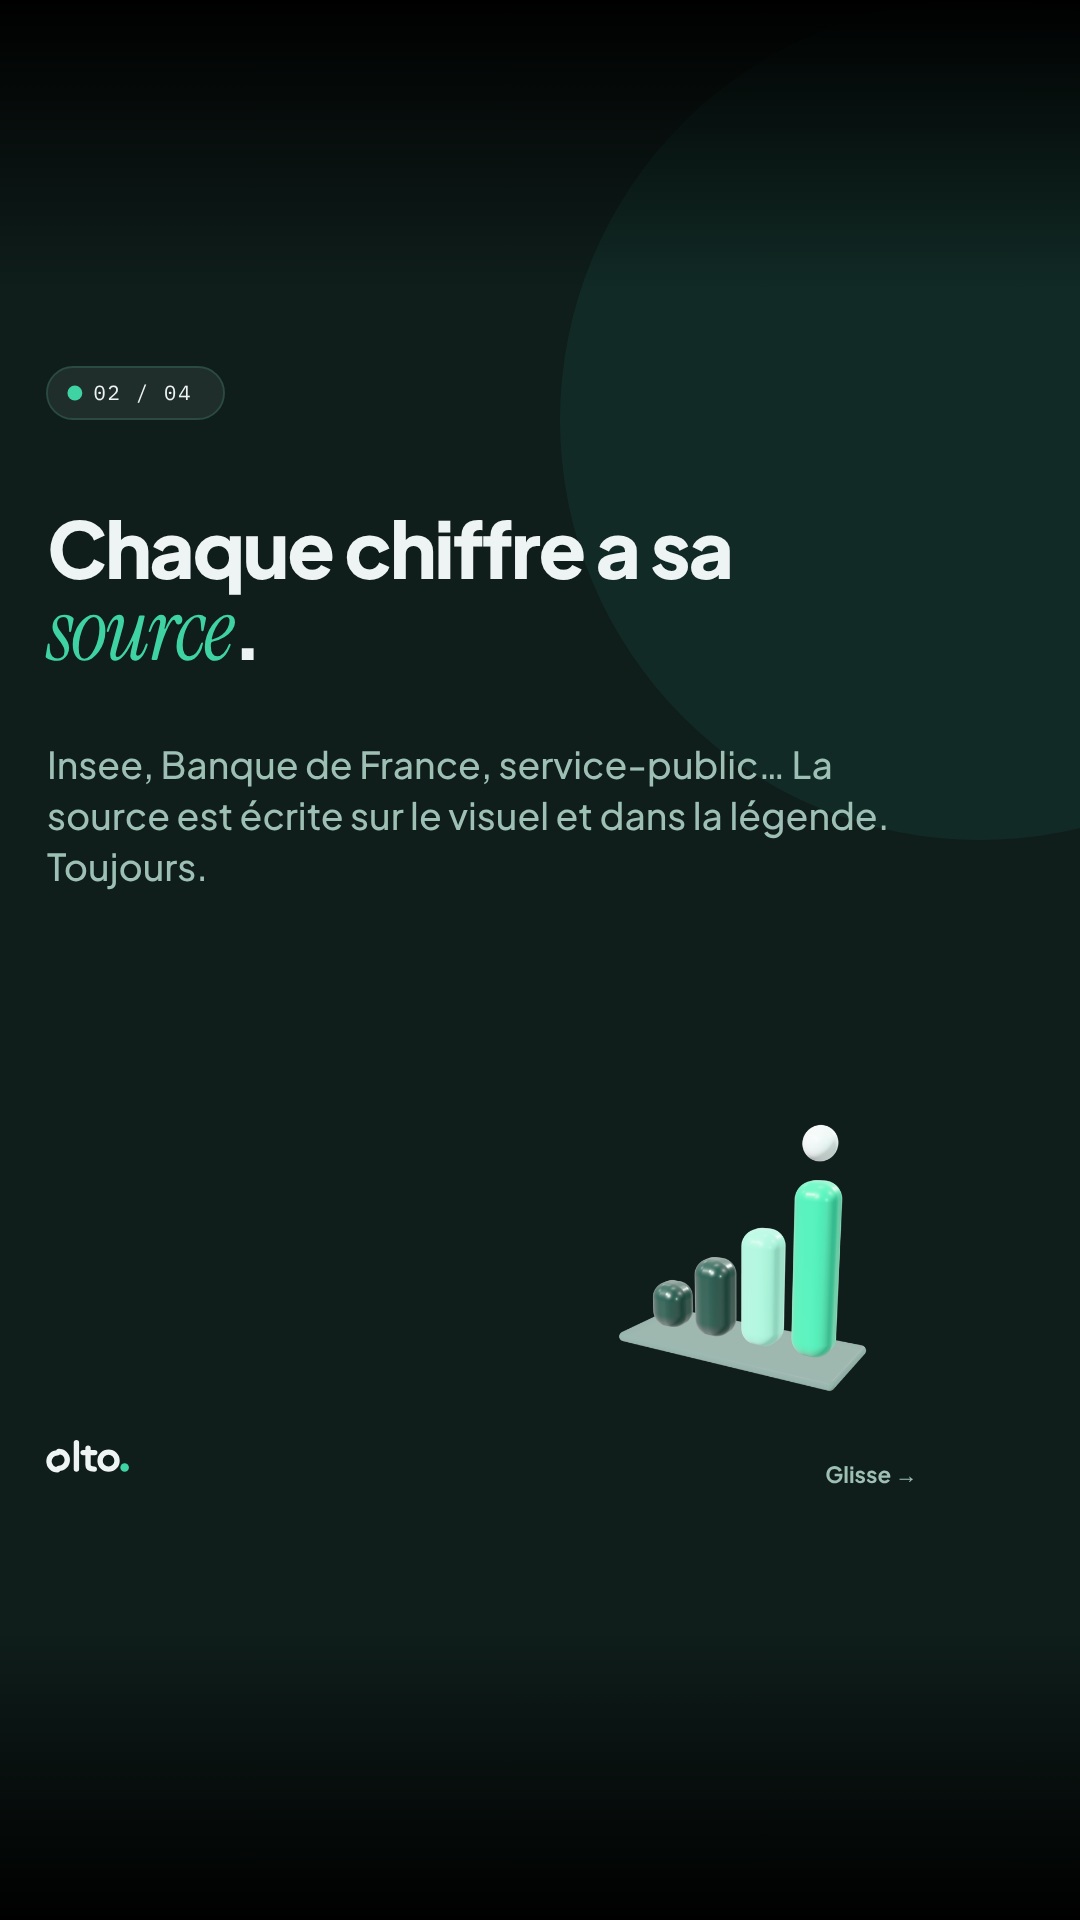 02 / 04
Chaque chiffre a sa
source.
Insee, Banque de France, service-public… La
source est écrite sur le visuel et dans la légende.
Toujours.
olto.
Glisse →